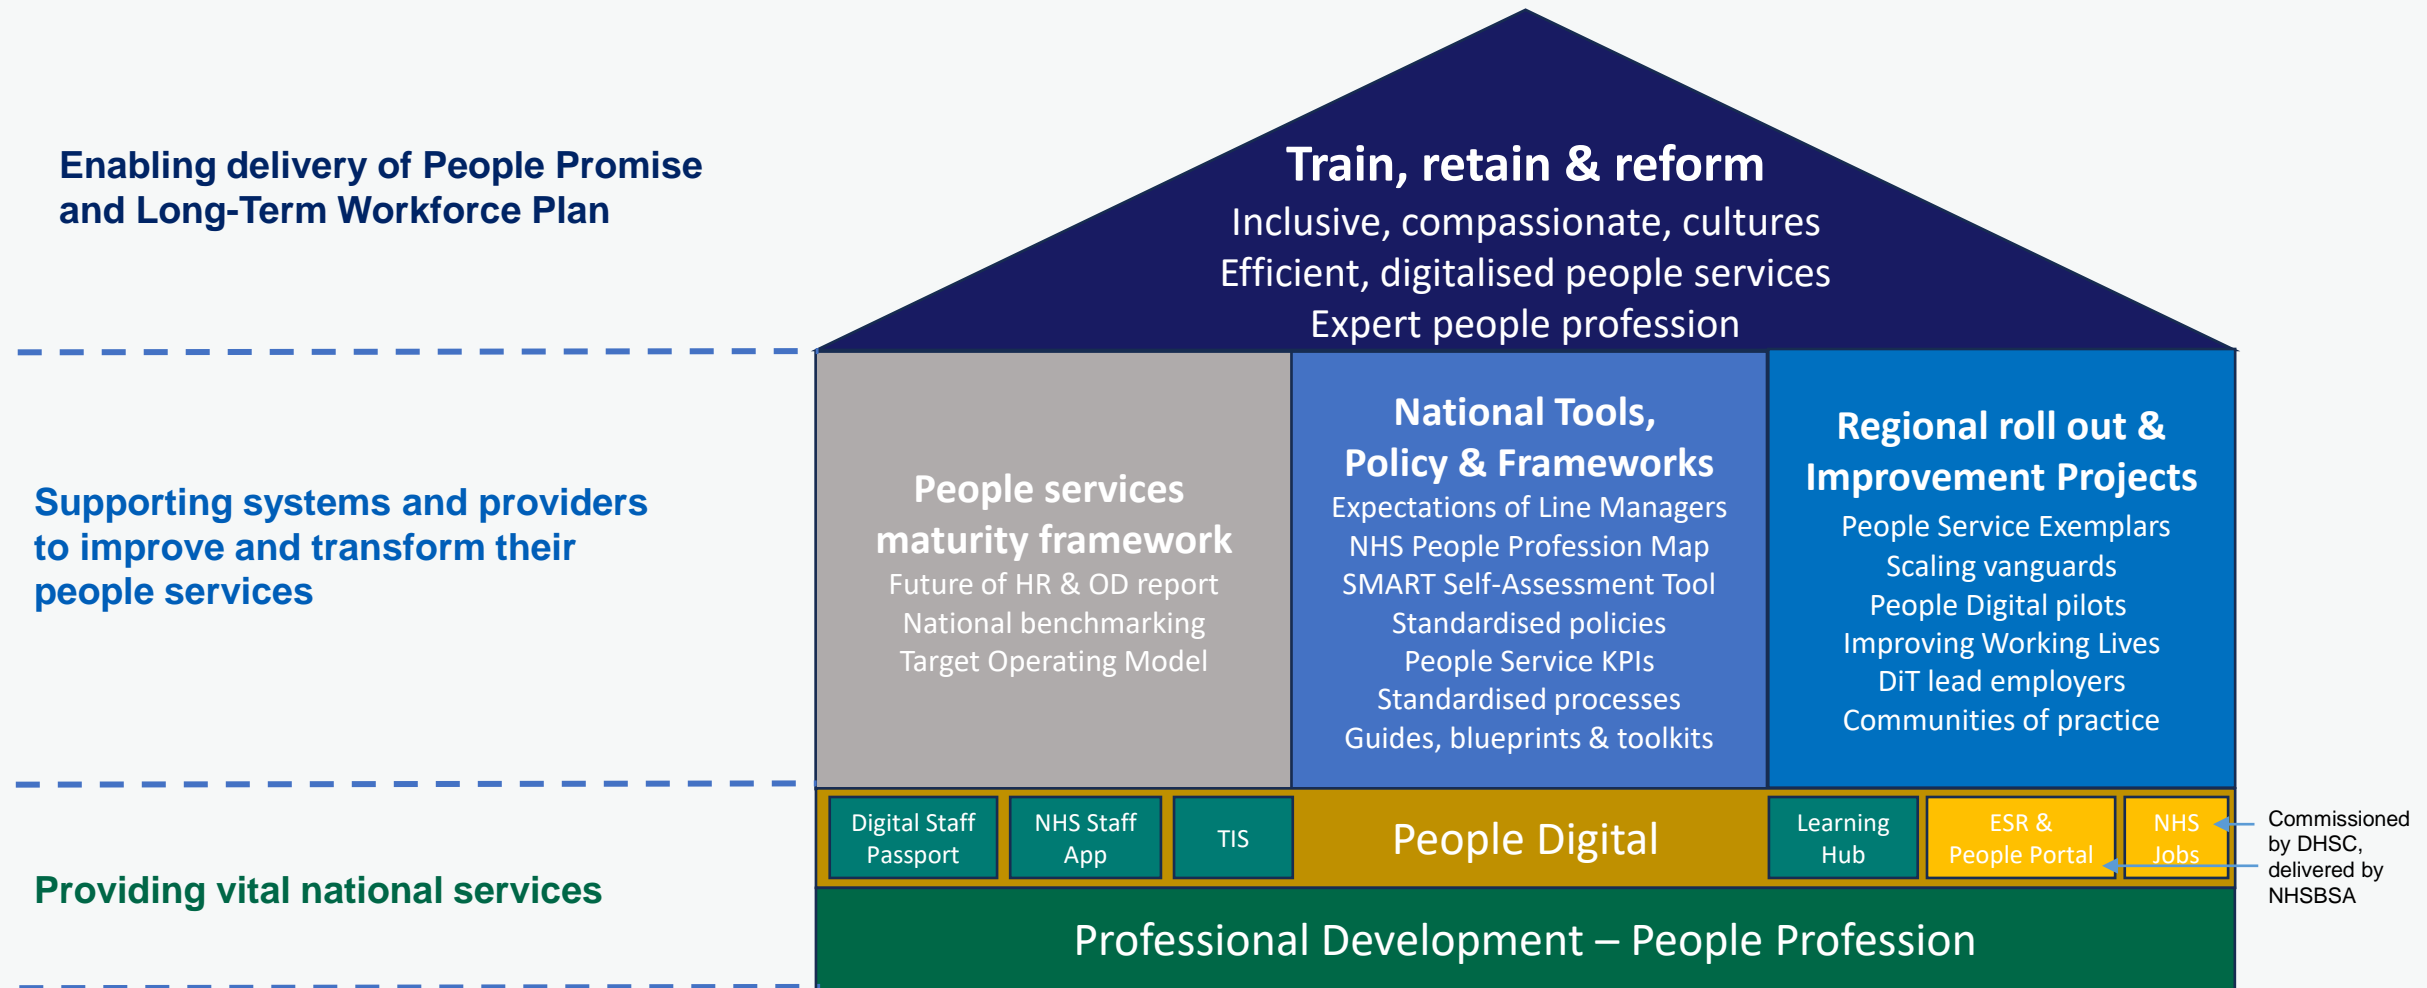 Enabling delivery of People Promise
and Long-Term Workforce Plan
Train, retain & reform
Inclusive, compassionate, cultures
Efficient, digitalised people services
Expert people profession
Supporting systems and providers
to improve and transform their
people services
People services
maturity framework
Future of HR & OD report
National benchmarking
Target Operating Model
National Tools,
Policy & Frameworks
Expectations of Line Managers
NHS People Profession Map
SMART Self-Assessment Tool
Standardised policies
People Service KPIs
Standardised processes
Guides, blueprints & toolkits
Regional roll out &
Improvement Projects
People Service Exemplars
Scaling vanguards
People Digital pilots
Improving Working Lives
DiT lead employers
Communities of practice
Providing vital national services
Digital Staff
Passport
NHS Staff
App
TIS
People Digital
Learning
Hub
ESR &
People Portal
NHS
Jobs
Commissioned
by DHSC,
delivered by
NHSBSA
Professional Development – People Profession